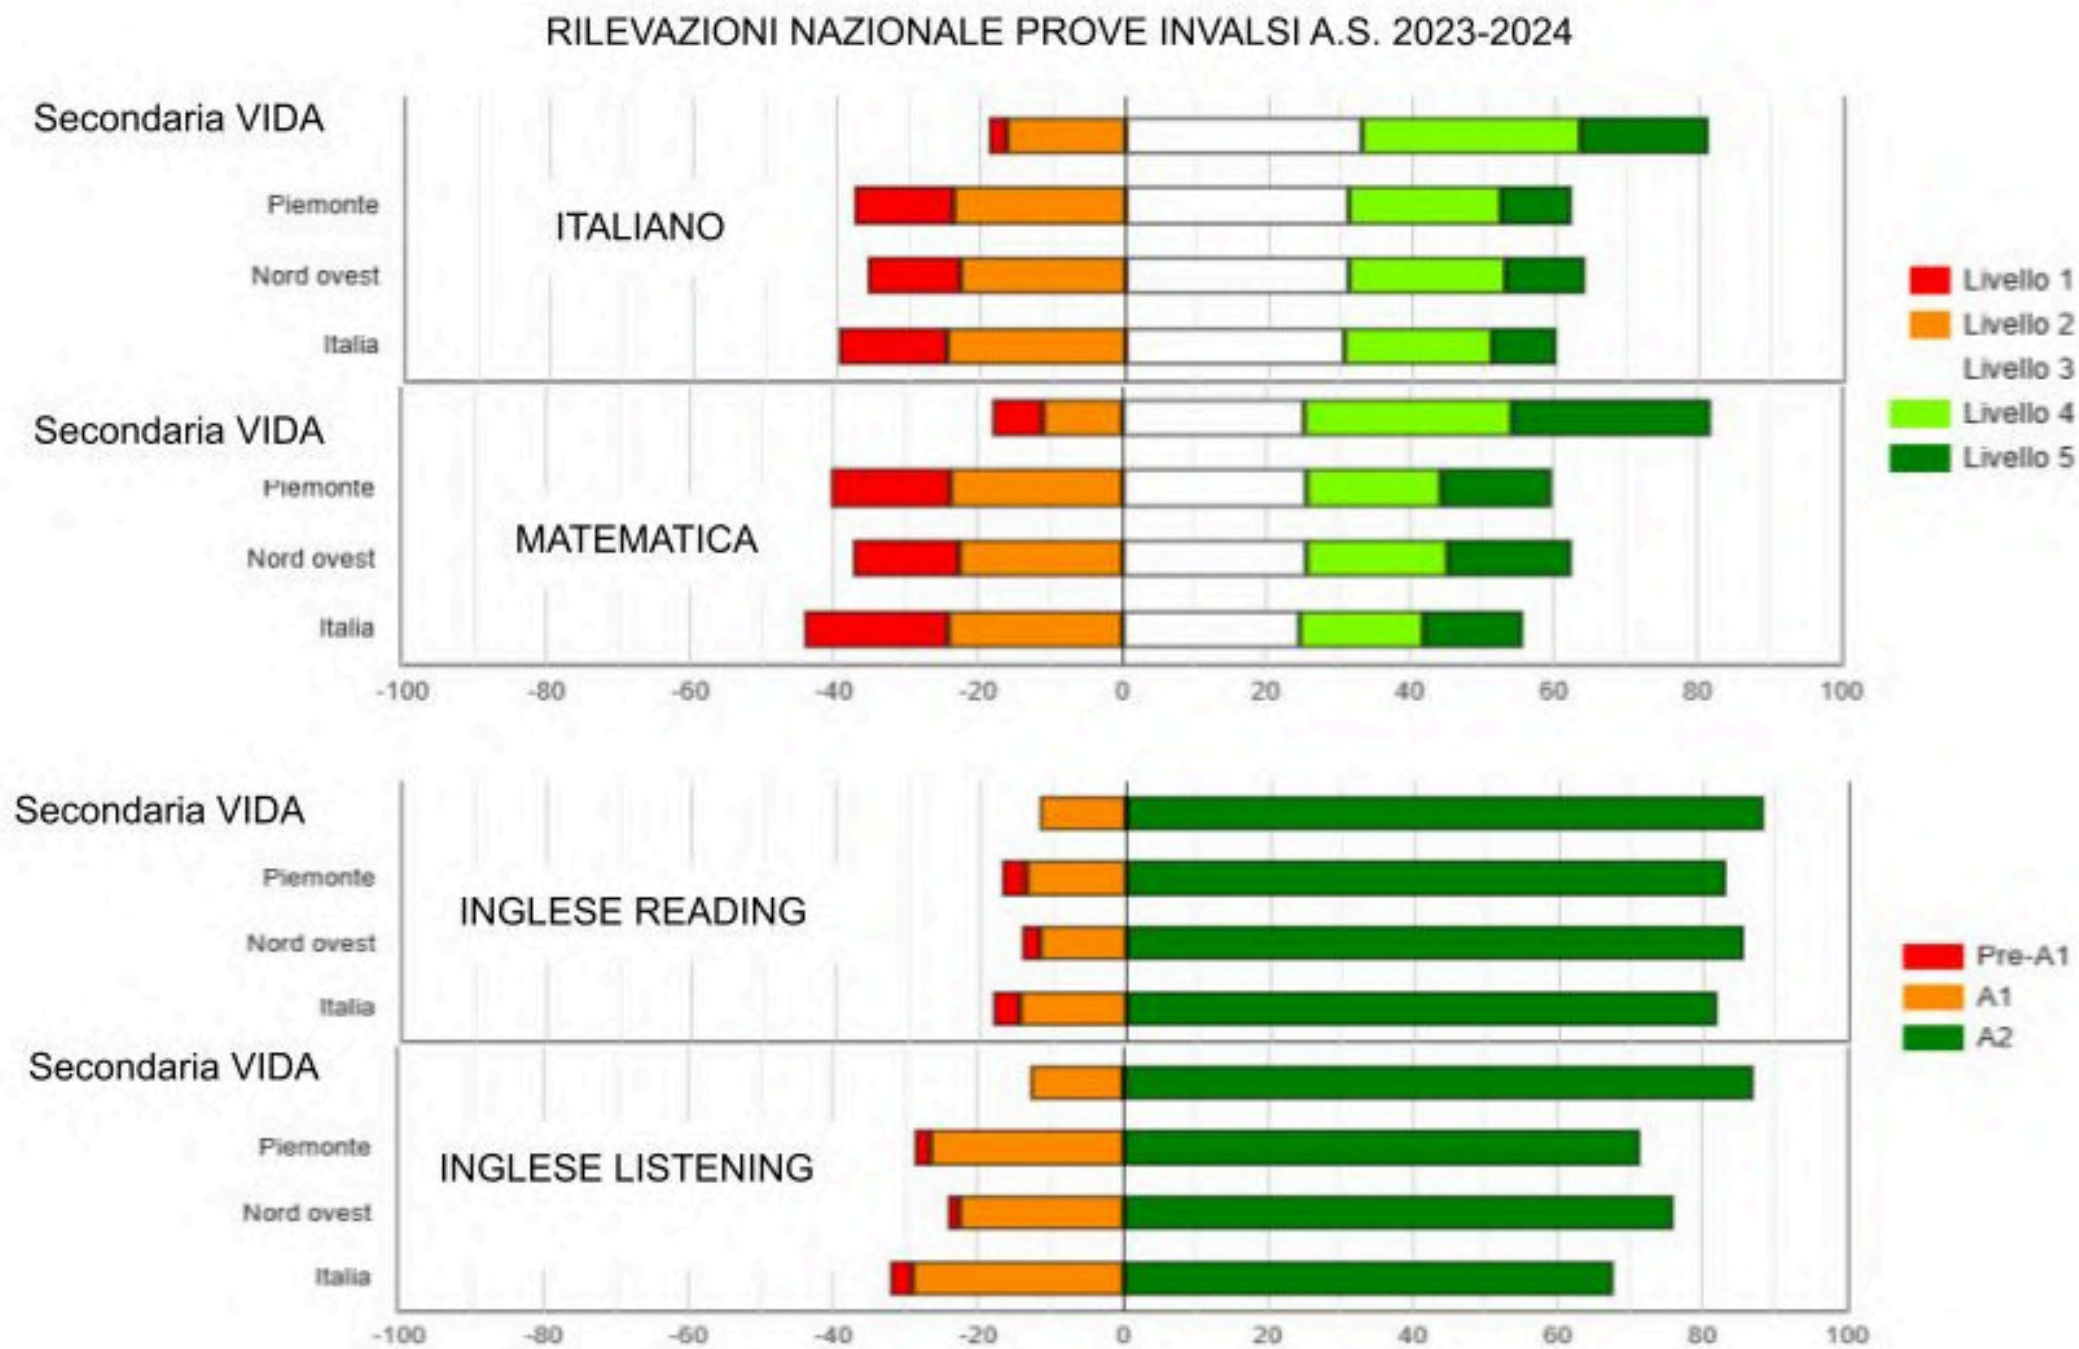 RILEVAZIONI NAZIONALE PROVE INVALSI A.S. 2023-2024
Secondaria VIDA
Piemonte
ITALIANO
Nord ovest
Italia
Livello 1
Livello 2
Livello 3
Livello 4
Livello 5
Secondaria VIDA
Piemonte
MATEMATICA
Nord ovest
Italia
-100 -80 -60 -40 -20 0 20 40 60 80 100
Secondaria VIDA
Piemonte
INGLESE READING
Nord ovest
Italia
Pre-A1
A1
A2
Secondaria VIDA
Piemonte
INGLESE LISTENING
Nord ovest
Italia
-100 -80 -60 -40 -20 0 20 40 60 80 100